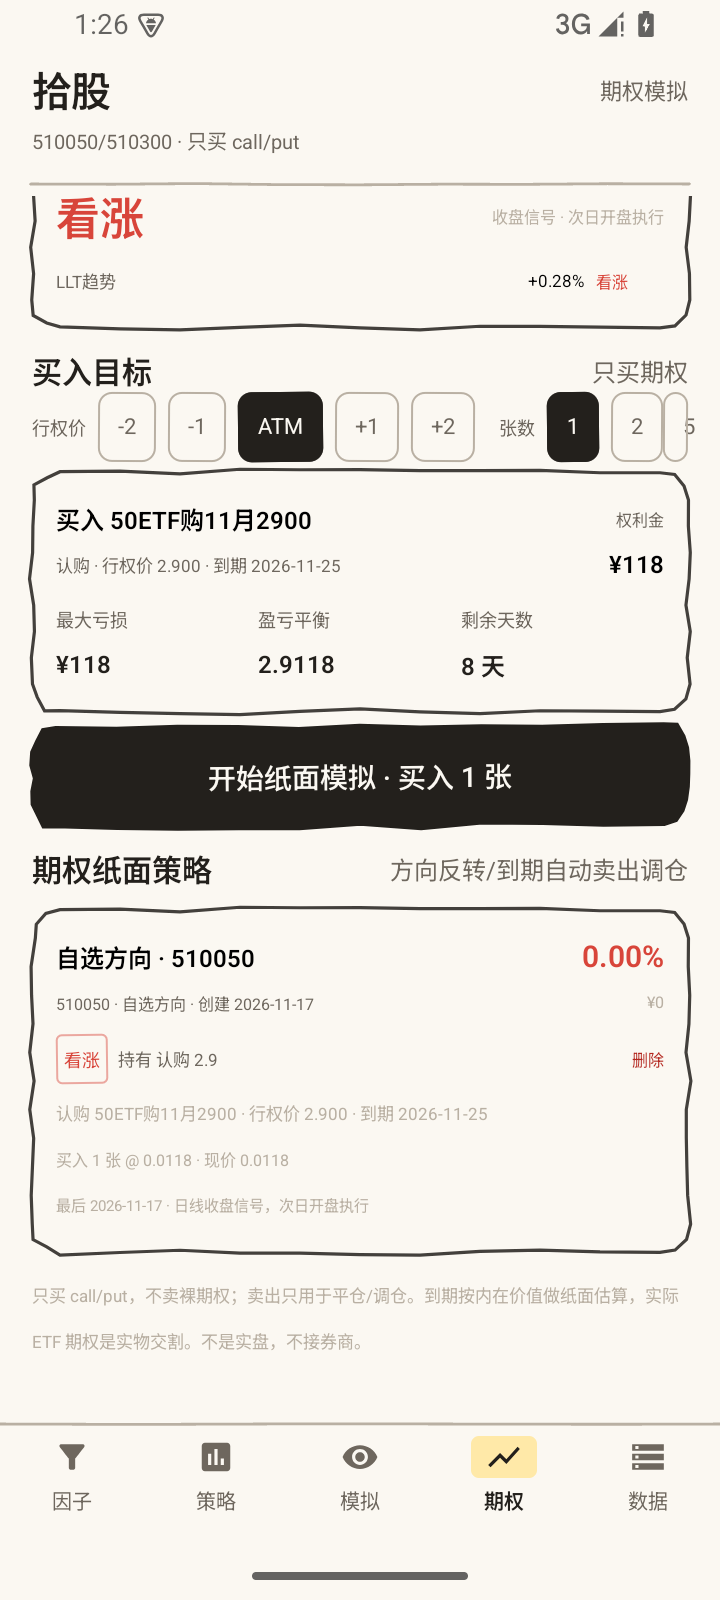 1:26
3G
拾股
期权模拟
510050/510300 · 只买 call/put
看涨
收盘信号 · 次日开盘执行
LLT趋势
+0.28% 看涨
买入目标
只买期权
行权价 -2 -1 ATM +1 +2 张数 1 2 5
买入 50ETF购11月2900
权利金
认购 · 行权价 2.900 · 到期 2026-11-25
¥118
最大亏损 盈亏平衡 剩余天数
¥118 2.9118 8 天
开始纸面模拟 · 买入 1 张
期权纸面策略
方向反转/到期自动卖出调仓
自选方向 · 510050
0.00%
510050 · 自选方向 · 创建 2026-11-17
¥0
看涨 持有 认购 2.9
删除
认购 50ETF购11月2900 · 行权价 2.900 · 到期 2026-11-25
买入 1 张 @ 0.0118 · 现价 0.0118
最后 2026-11-17 · 日线收盘信号，次日开盘执行
只买 call/put，不卖裸期权；卖出只用于平仓/调仓。到期按内在价值做纸面估算，实际
ETF 期权是实物交割。不是实盘，不接券商。
因子 策略 模拟 期权 数据